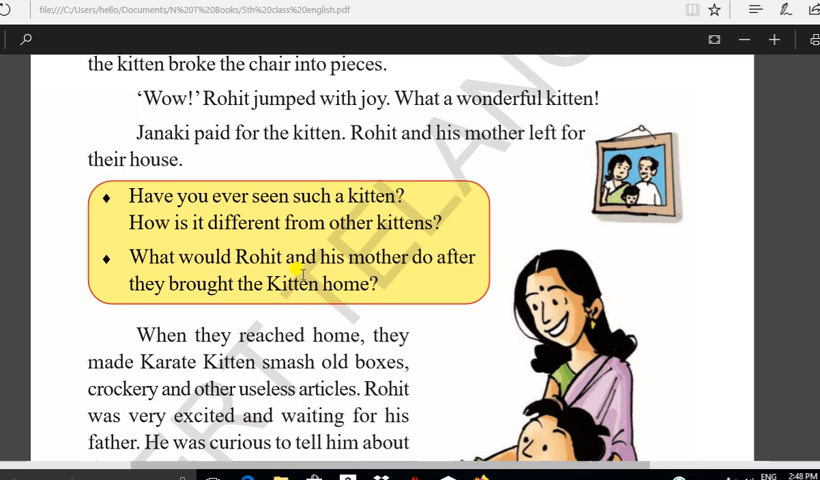 file:///C:/Users/hello/Documents/N%20T%20Books/5th%20class%20english.pdf
the kitten broke the chair into pieces.
‘Wow!’ Rohit jumped with joy. What a wonderful kitten!
Janaki paid for the kitten. Rohit and his mother left for
their house.
♦ Have you ever seen such a kitten?
How is it different from other kittens?
♦ What would Rohit and his mother do after
they brought the Kitten home?
When they reached home, they
made Karate Kitten smash old boxes,
crockery and other useless articles. Rohit
was very excited and waiting for his
father. He was curious to tell him about
ERT TELANG
ENG 2:48 PM